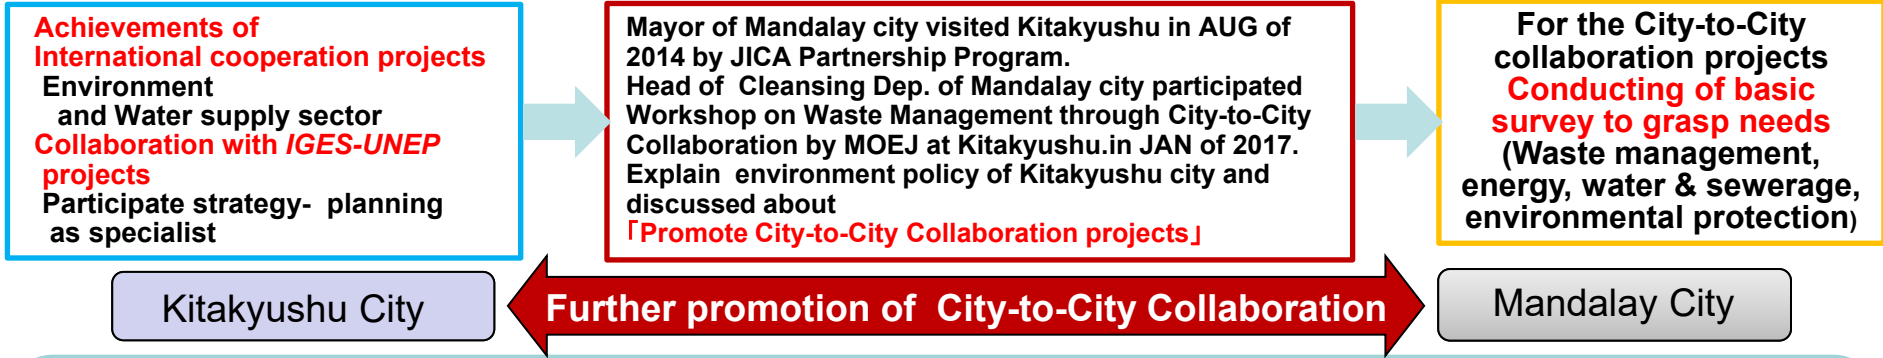 Achievements of
International cooperation projects
Environment
and Water supply sector
Collaboration with IGES-UNEP
projects
Participate strategy- planning
as specialist
Mayor of Mandalay city visited Kitakyushu in AUG of
2014 by JICA Partnership Program.
Head of Cleansing Dep. of Mandalay city participated
Workshop on Waste Management through City-to-City
Collaboration by MOEJ at Kitakyushu.in JAN of 2017.
Explain environment policy of Kitakyushu city and
discussed about
「Promote City-to-City Collaboration projects」
For the City-to-City
collaboration projects
Conducting of basic
survey to grasp needs
(Waste management,
energy, water & sewerage,
environmental protection)
Kitakyushu City
Further promotion of City-to-City Collaboration
Mandalay City